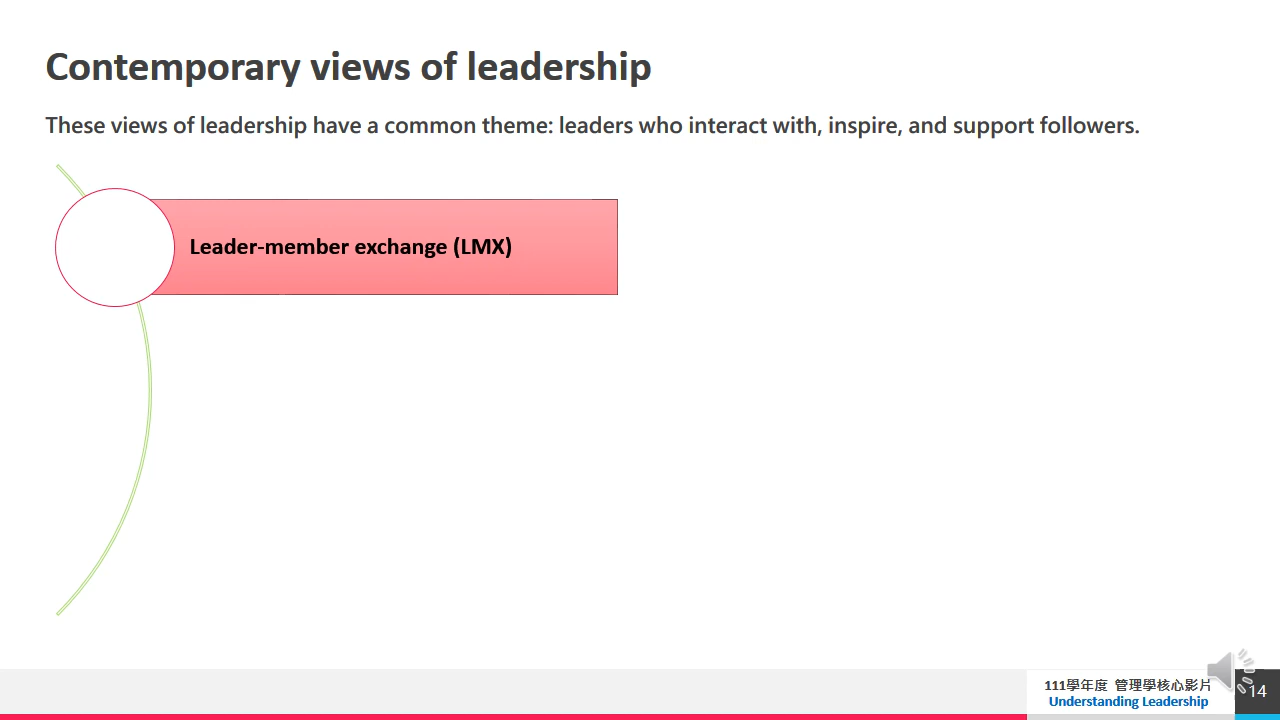 Contemporary views of leadership
These views of leadership have a common theme: leaders who interact with, inspire, and support followers.
Leader-member exchange (LMX)
111學年度 管理學核心影片
Understanding Leadership
14